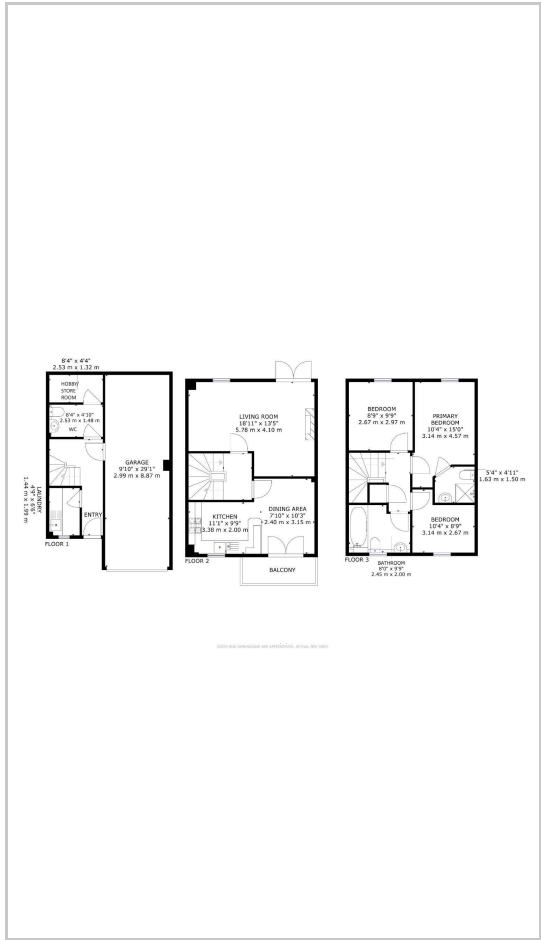 8'4" x 4'4"
2.53 m x 1.32 m
HOBBY/
STORE
ROOM
8'4" x 4'10"
2.53 m x 1.48 m
WC
GARAGE
9'10" x 29'1"
2.99 m x 8.87 m
LAUNDRY
4'9" x 6'6"
1.44 m x 1.99 m
ENTRY
FLOOR 1
LIVING ROOM
18'11" x 13'5"
5.78 m x 4.10 m
KITCHEN
11'1" x 9'9"
3.38 m x 2.00 m
DINING AREA
7'10" x 10'3"
2.40 m x 3.15 m
FLOOR 2
BALCONY
BEDROOM
8'9" x 9'9"
2.67 m x 2.97 m
PRIMARY
BEDROOM
10'4" x 15'0"
3.14 m x 4.57 m
5'4" x 4'11"
1.63 m x 1.50 m
BEDROOM
10'4" x 8'9"
3.14 m x 2.67 m
FLOOR 3
BATHROOM
8'0" x 9'9"
2.45 m x 2.00 m